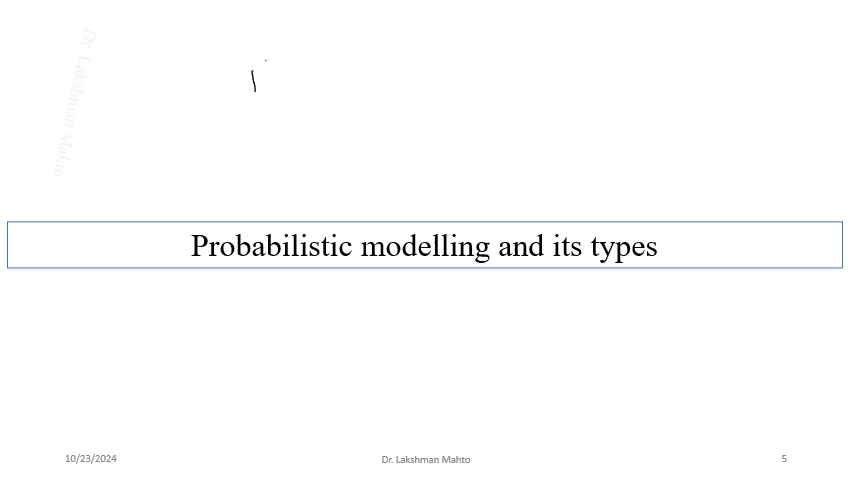 Dr. Lakshman Mahto
Probabilistic modelling and its types
10/23/2024
Dr. Lakshman Mahto
5